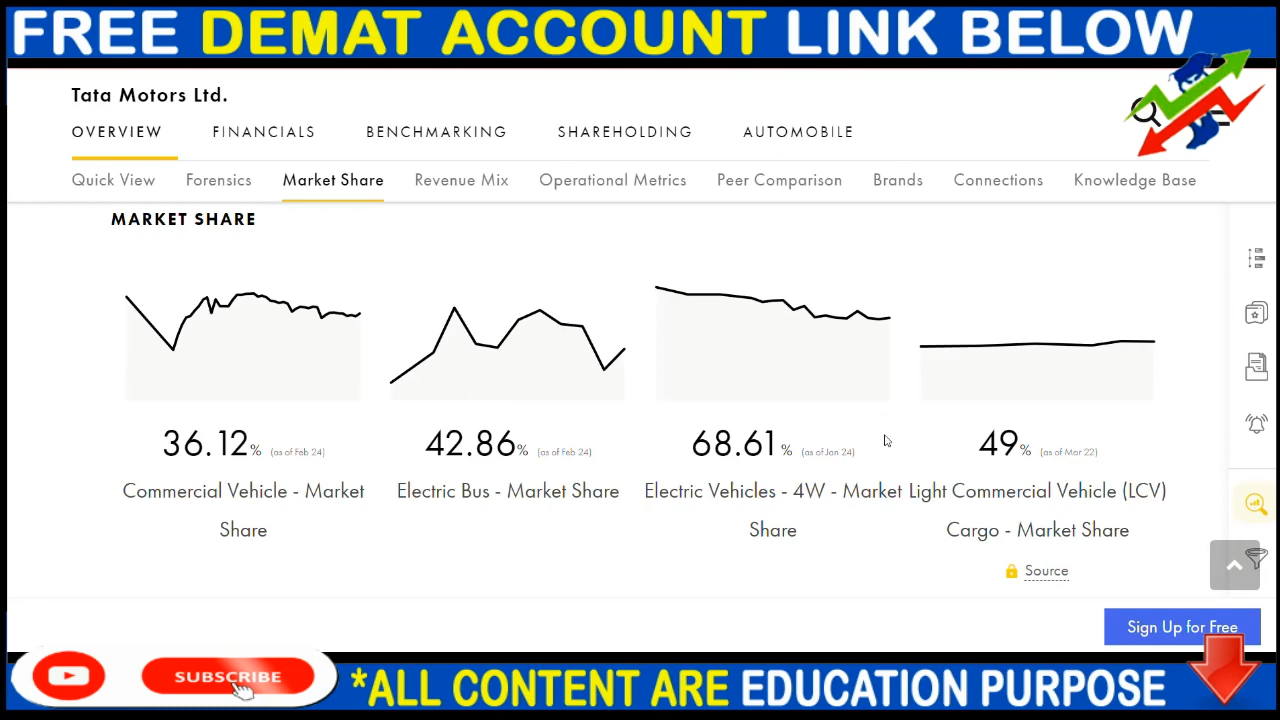 FREE DEMAT ACCOUNT LINK BELOW
Tata Motors Ltd.
OVERVIEW FINANCIALS BENCHMARKING SHAREHOLDING AUTOMOBILE
Quick View Forensics Market Share Revenue Mix Operational Metrics Peer Comparison Brands Connections Knowledge Base
MARKET SHARE
36.12% (as of Feb 24) 42.86% (as of Feb 24) 68.61% (as of Jan 24) 49% (as of Mar 22)
Commercial Vehicle - Market Electric Bus - Market Share Electric Vehicles - 4W - Market Light Commercial Vehicle (LCV)
Share Share Cargo - Market Share
Source
Sign Up for Free
SUBSCRIBE *ALL CONTENT ARE EDUCATION PURPOSE